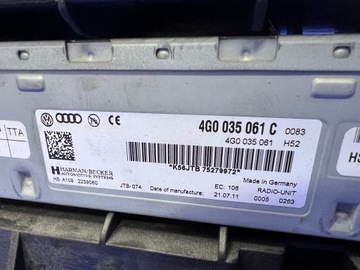 4G0 035 061 C 0083
4G0 035 061 H52
*K56JTB 75279972*
TTA
HARMAN/BECKER
AUTOMOTIVE SYSTEMS
HS A109 2259080
JTB-074
Date of manufacture:
EC: 106
21.07.11
Made in Germany
RADIO-UNIT
0005 0263